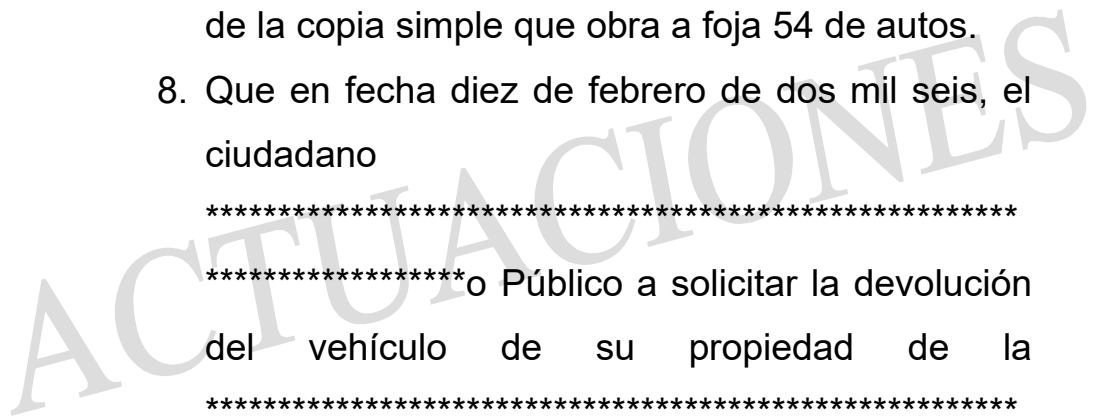 de la copia simple que obra a foja 54 de autos.
8. Que en fecha diez de febrero de dos mil seis, el
ciudadano
********************************************************
******************o Público a solicitar la devolución
del vehículo de su propiedad de la
********************************************************
ACTUACIONES